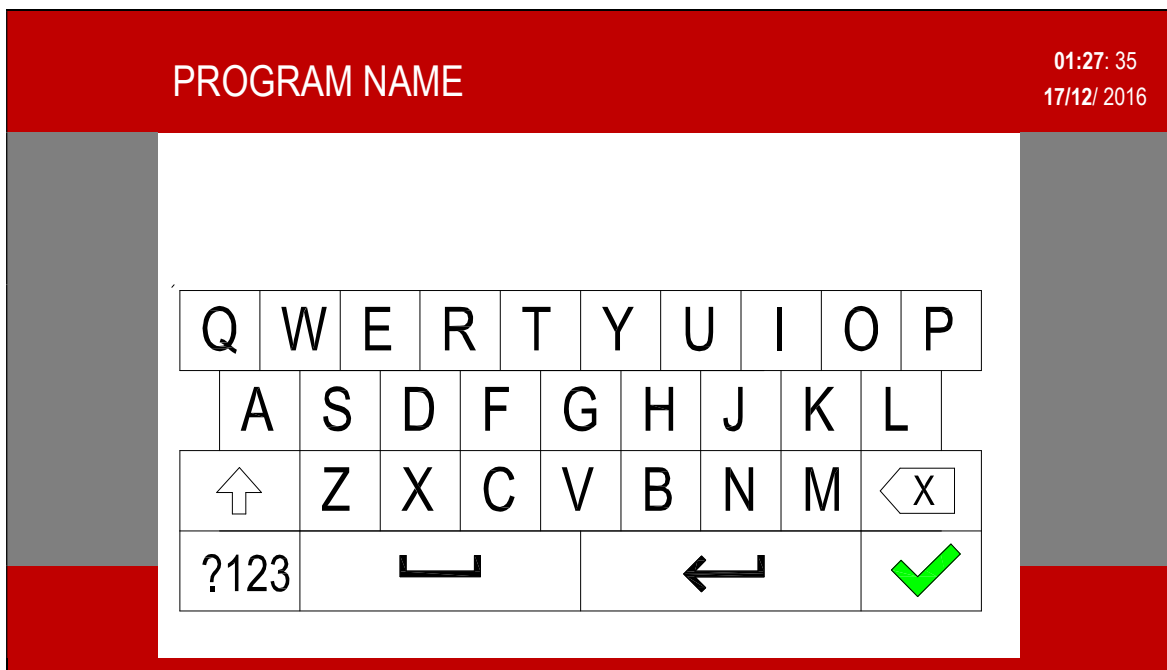 PROGRAM NAME
01:27: 35
17/12/ 2016
Q W E R T Y U I O P
A S D F G H J K L
Z X C V B N M X
?123